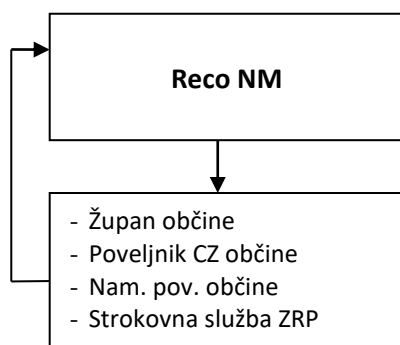 Reco NM
- Župan občine
- Poveljnik CZ občine
- Nam. pov. občine
- Strokovna služba ZRP